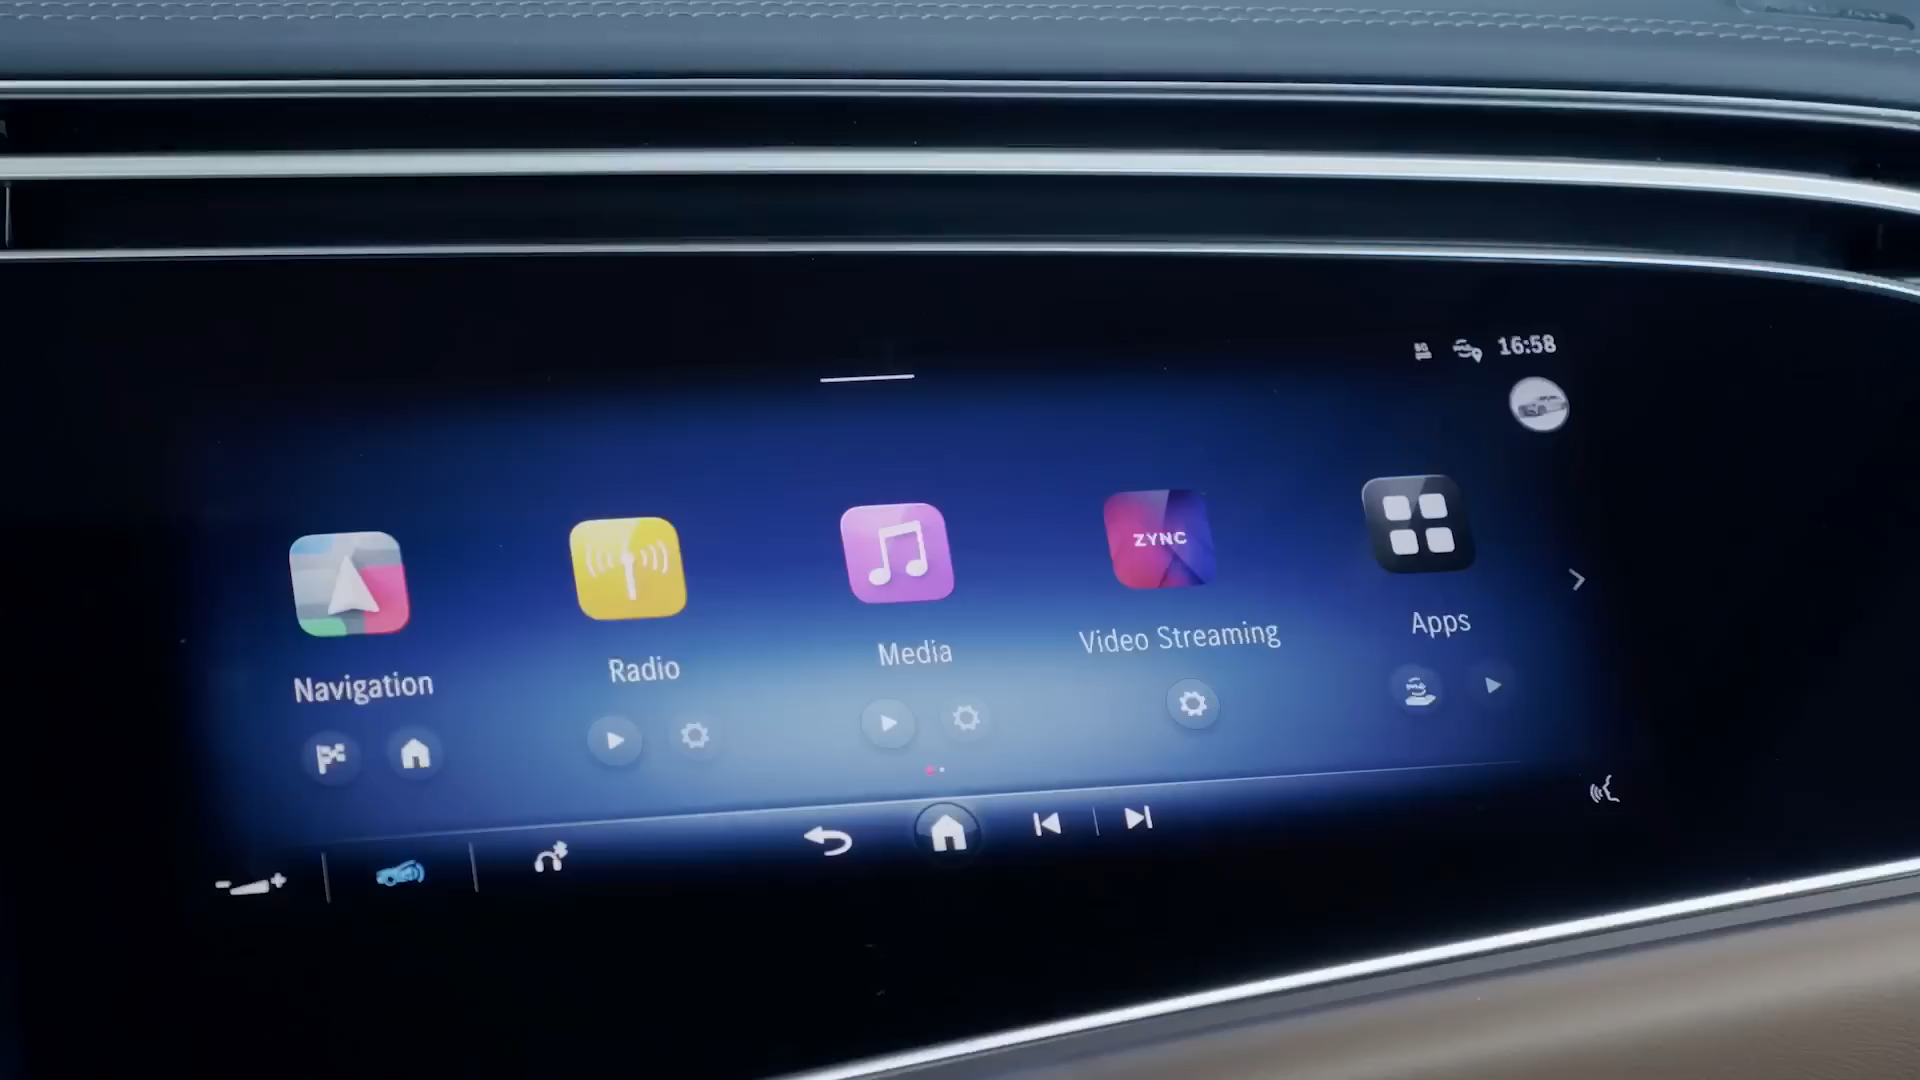 16:58
ZYNC
Navigation
Radio
Media
Video Streaming
Apps